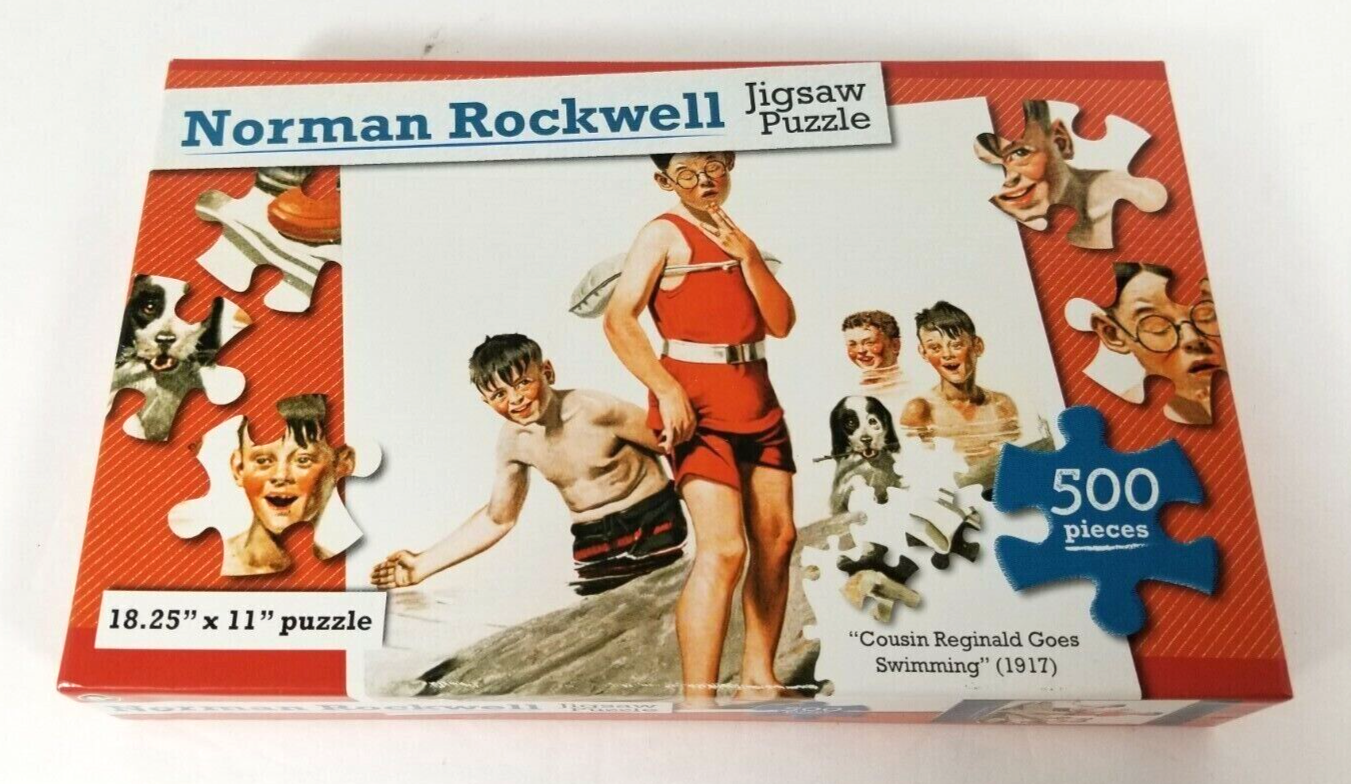 Norman Rockwell
Jigsaw
Puzzle
500
pieces
18.25” x 11” puzzle
“Cousin Reginald Goes
Swimming” (1917)
Norman Rockwell
Jigsaw
Puzzle
500